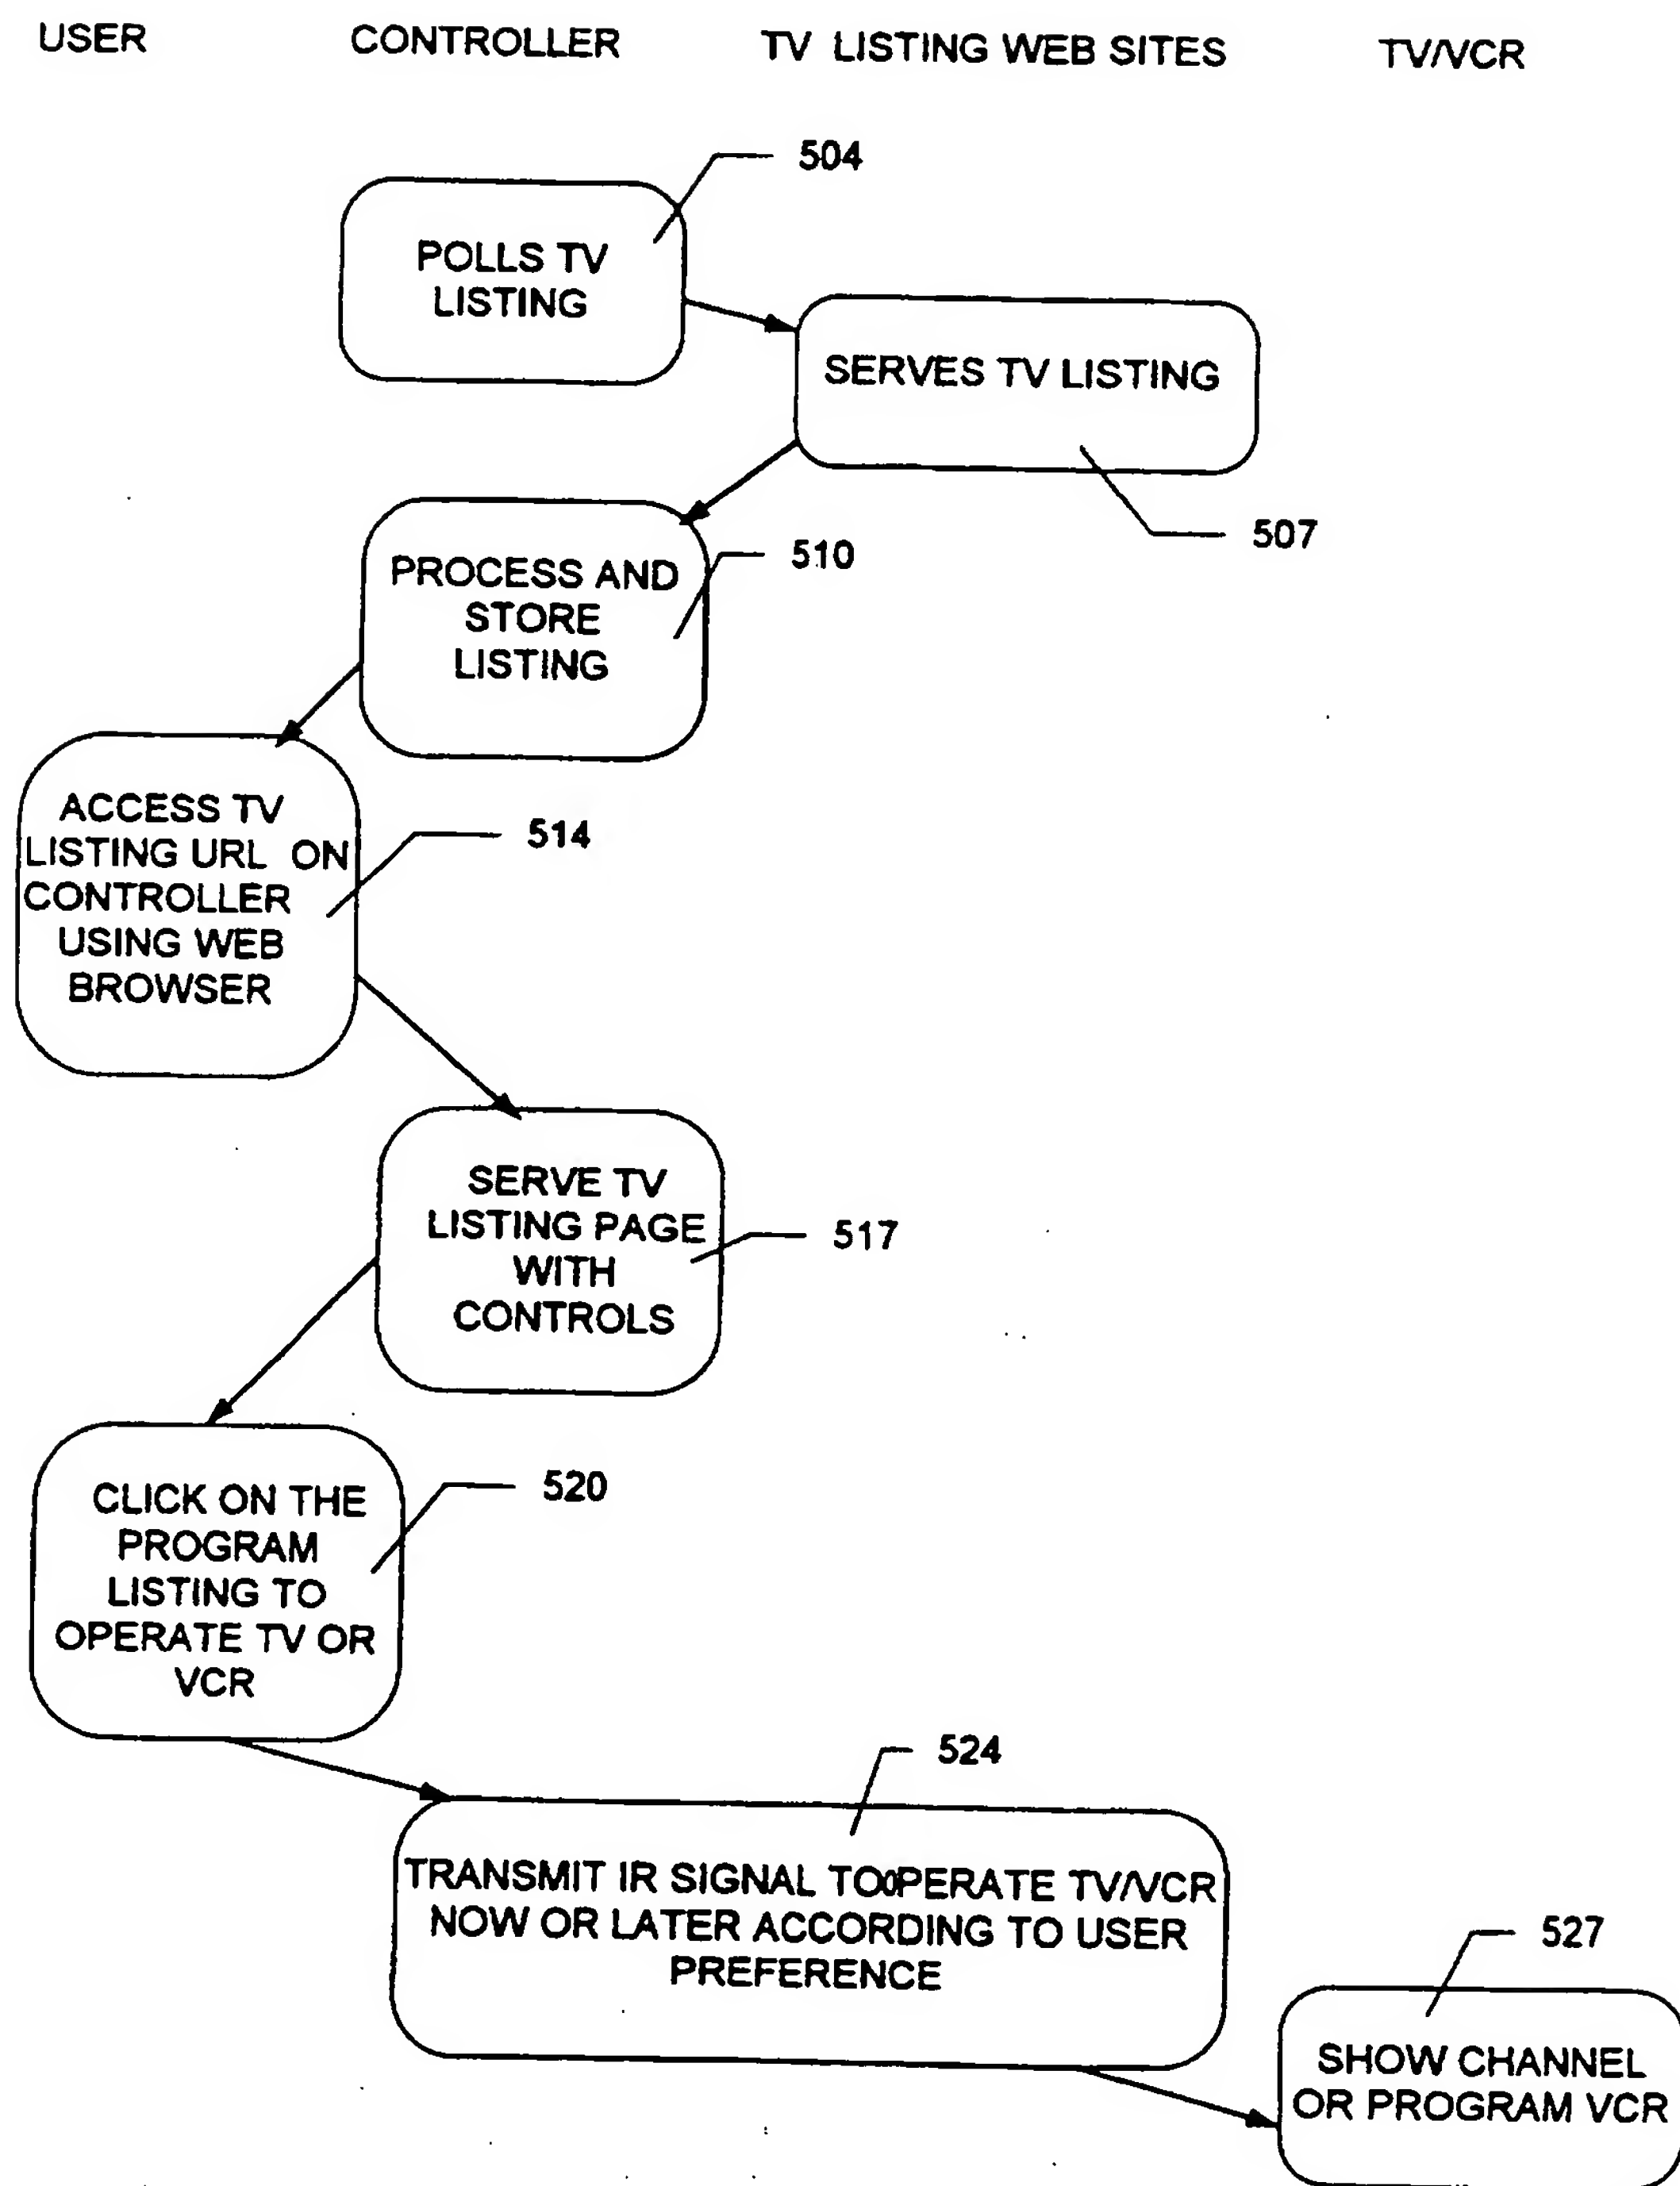 USER CONTROLLER TV LISTING WEB SITES TV/VCR
504
POLLS TV
LISTING
SERVES TV LISTING
507
510
PROCESS AND
STORE
LISTING
ACCESS TV
LISTING URL ON
CONTROLLER
USING WEB
BROWSER
514
SERVE TV
LISTING PAGE
WITH
CONTROLS
517
CLICK ON THE
PROGRAM
LISTING TO
OPERATE TV OR
VCR
520
524
TRANSMIT IR SIGNAL TO OPERATE TV/VCR
NOW OR LATER ACCORDING TO USER
PREFERENCE
527
SHOW CHANNEL
OR PROGRAM VCR